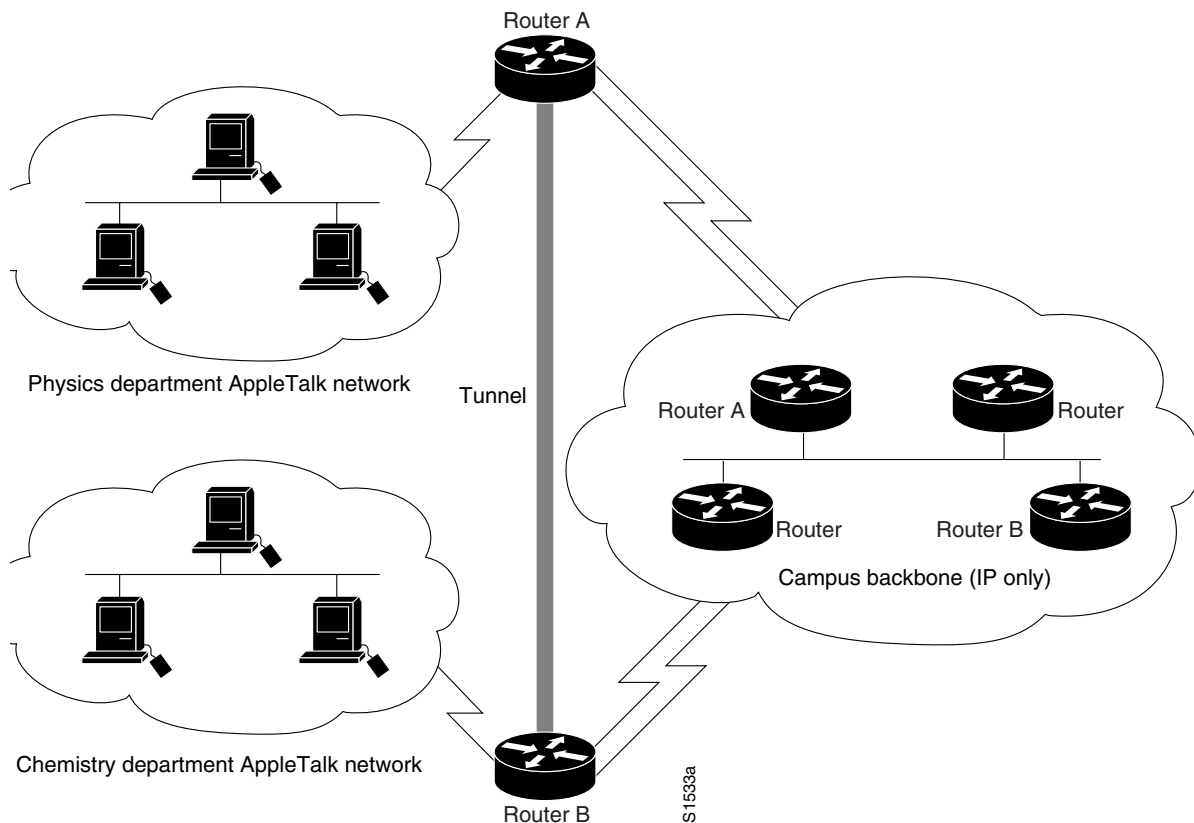 Router A
Physics department AppleTalk network
Tunnel
Router A
Router
Router
Router B
Campus backbone (IP only)
Chemistry department AppleTalk network
Router B
S1533a